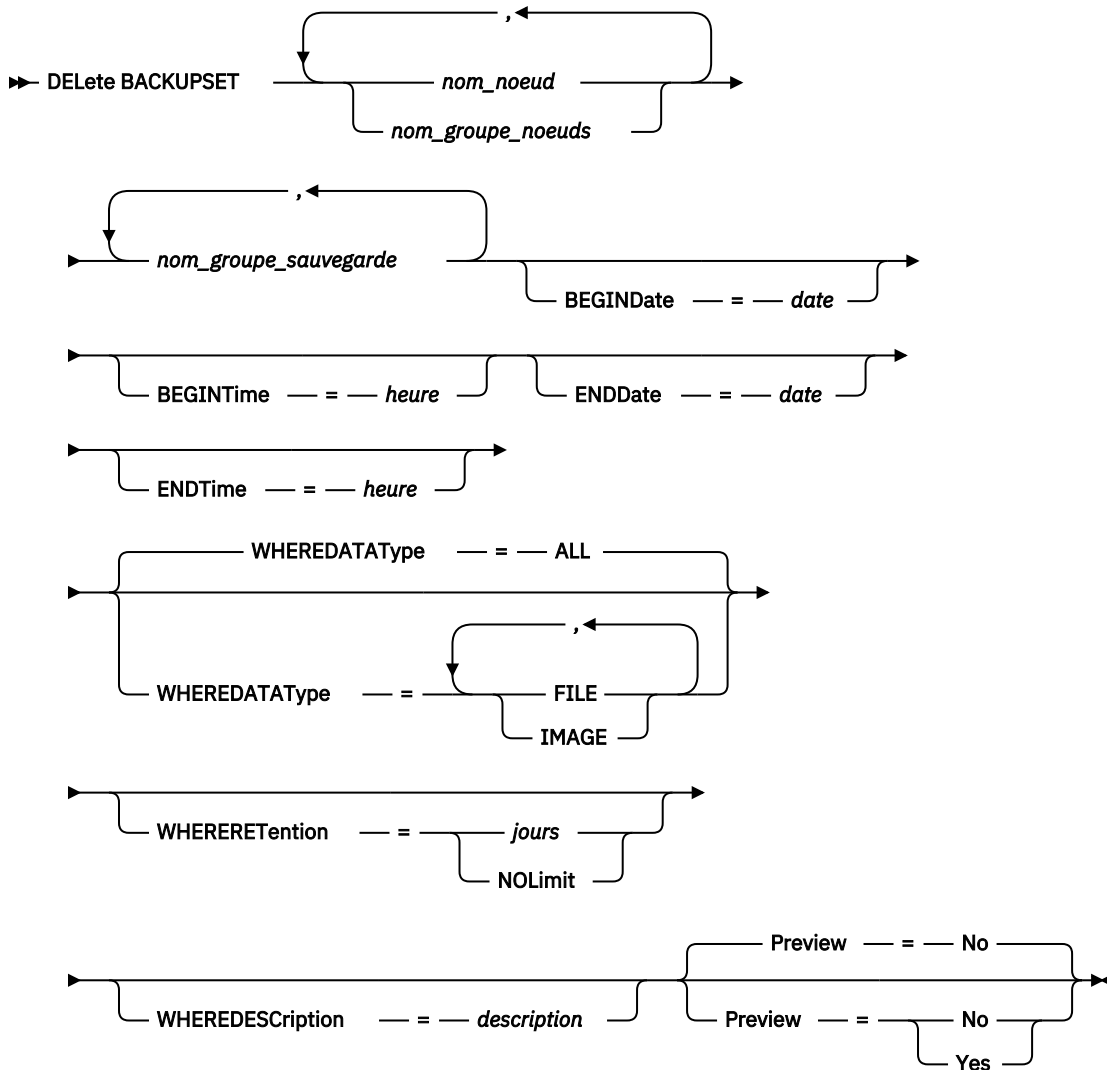 ,
DELete BACKUPSET nom_noeud
nom_groupe_noeuds
,
nom_groupe_sauvegarde
BEGINDate = date
BEGINTime = heure ENDDate = date
ENDTime = heure
WHEREDATAType = ALL
,
WHEREDATAType = FILE
IMAGE
WHERERETention = jours
NOLimit
Preview = No
WHEREDESCription = description Preview = No
Yes